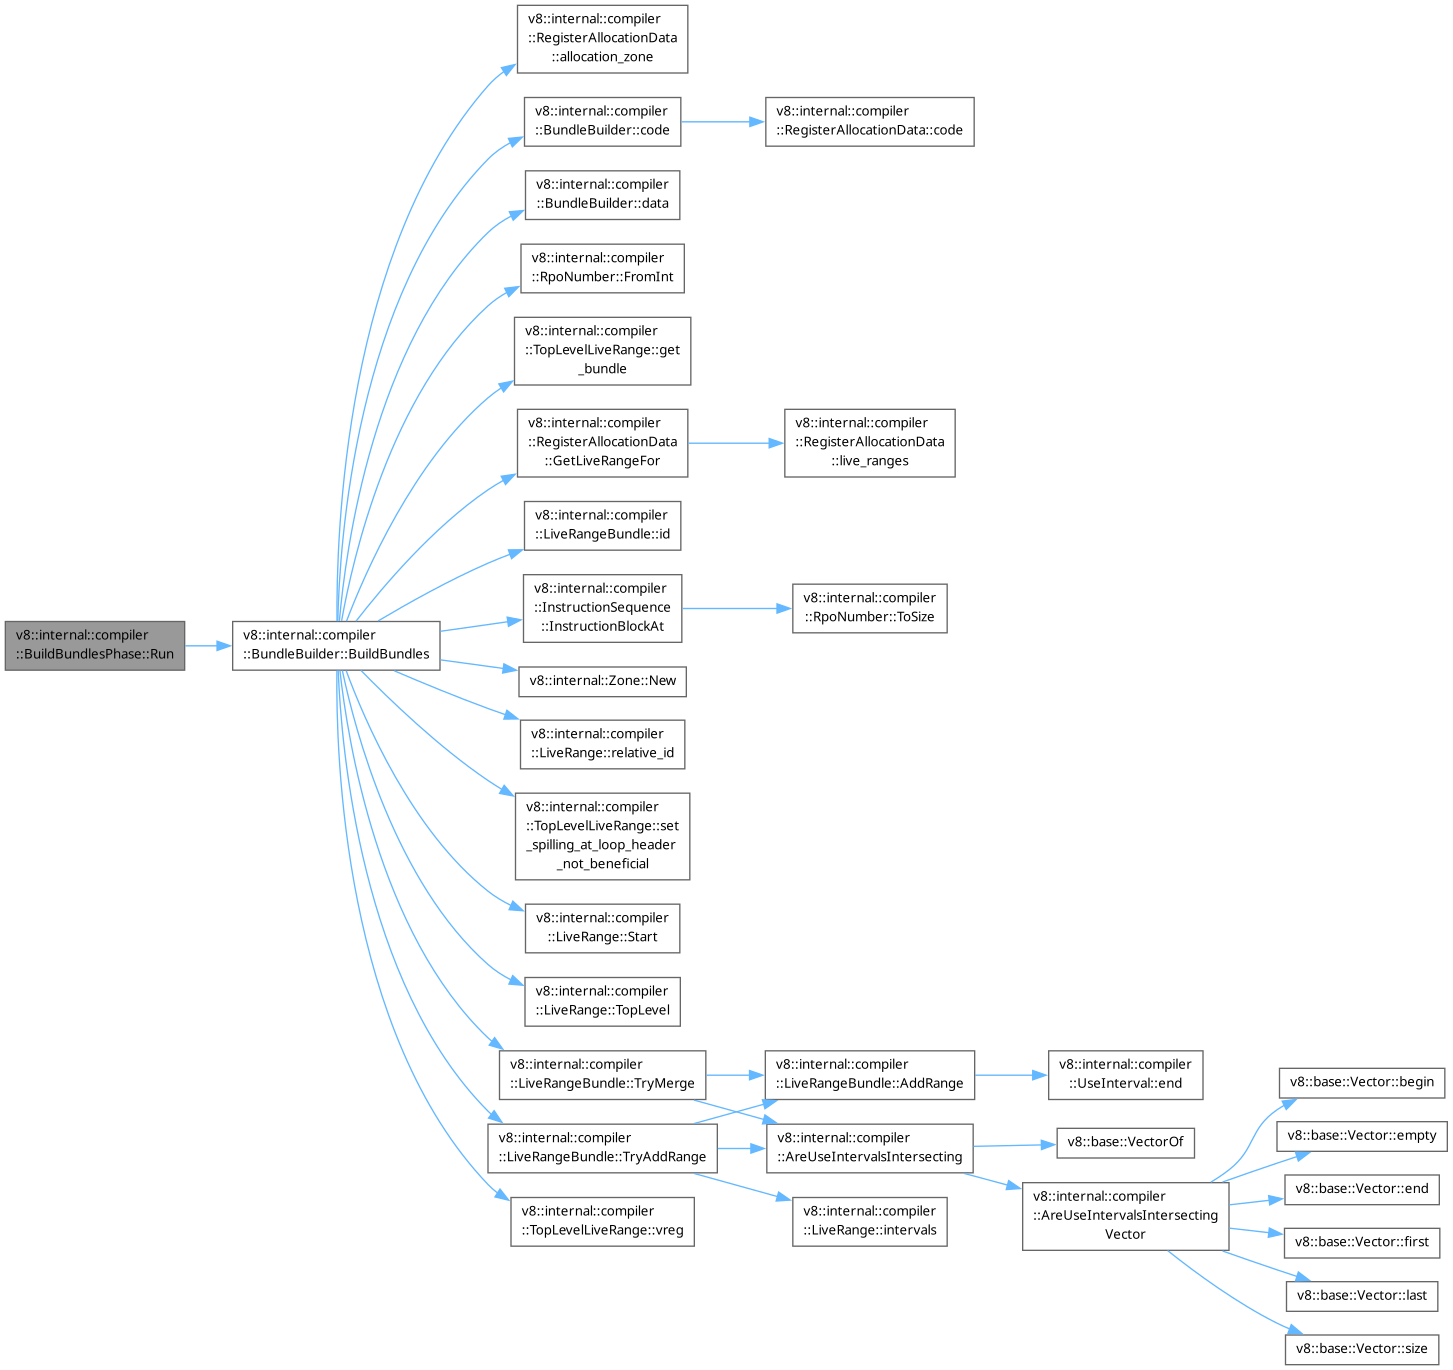 v8::internal::compiler
::BuildBundlesPhase::Run
v8::internal::compiler
::BundleBuilder::BuildBundles
v8::internal::compiler
::RegisterAllocationData
::allocation_zone
v8::internal::compiler
::BundleBuilder::code
v8::internal::compiler
::RegisterAllocationData::code
v8::internal::compiler
::BundleBuilder::data
v8::internal::compiler
::RpoNumber::FromInt
v8::internal::compiler
::TopLevelLiveRange::get
_bundle
v8::internal::compiler
::RegisterAllocationData
::GetLiveRangeFor
v8::internal::compiler
::RegisterAllocationData
::live_ranges
v8::internal::compiler
::LiveRangeBundle::id
v8::internal::compiler
::InstructionSequence
::InstructionBlockAt
v8::internal::compiler
::RpoNumber::ToSize
v8::internal::Zone::New
v8::internal::compiler
::LiveRange::relative_id
v8::internal::compiler
::TopLevelLiveRange::set
_spilling_at_loop_header
_not_beneficial
v8::internal::compiler
::LiveRange::Start
v8::internal::compiler
::LiveRange::TopLevel
v8::internal::compiler
::LiveRangeBundle::TryMerge
v8::internal::compiler
::LiveRangeBundle::AddRange
v8::internal::compiler
::UseInterval::end
v8::internal::compiler
::LiveRangeBundle::TryAddRange
v8::internal::compiler
::AreUseIntervalsIntersecting
v8::base::VectorOf
v8::internal::compiler
::AreUseIntervalsIntersecting
Vector
v8::base::Vector::begin
v8::base::Vector::empty
v8::base::Vector::end
v8::base::Vector::first
v8::base::Vector::last
v8::base::Vector::size
v8::internal::compiler
::LiveRange::intervals
v8::internal::compiler
::TopLevelLiveRange::vreg